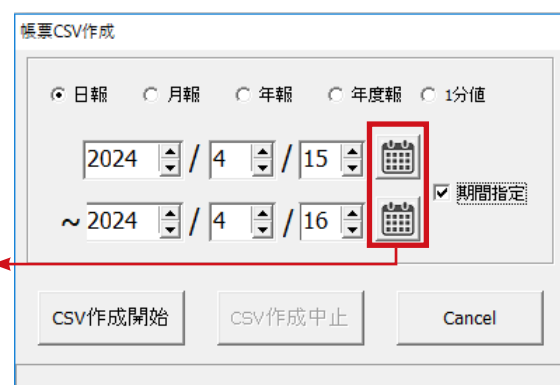 帳票CSV作成
日報 月報 年報 年度報 1分値
2024 / 4 / 15
期間指定
~ 2024 / 4 / 16
CSV作成開始 CSV作成中止 Cancel